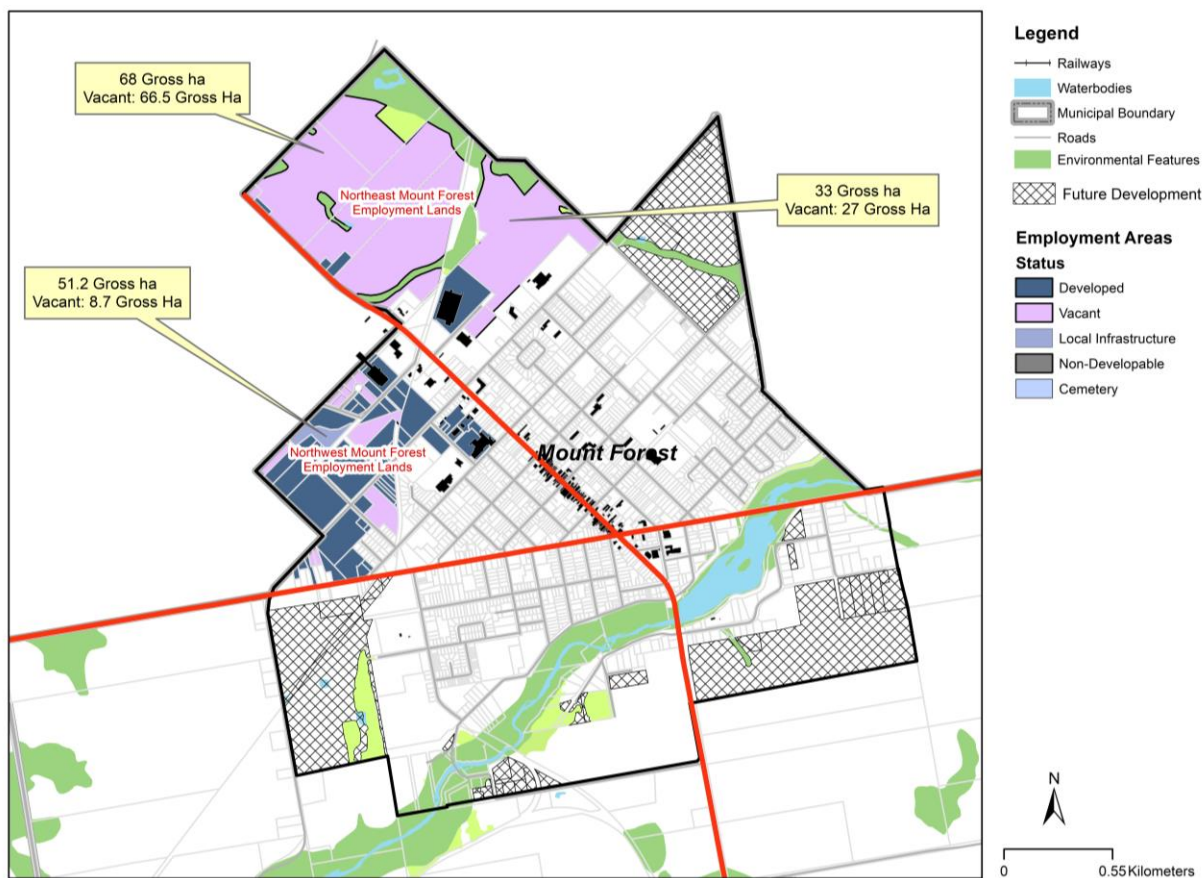 68 Gross ha
Vacant: 66.5 Gross Ha
Northeast Mount Forest
Employment Lands
33 Gross ha
Vacant: 27 Gross Ha
51.2 Gross ha
Vacant: 8.7 Gross Ha
Northwest Mount Forest
Employment Lands
Mount Forest
Legend
Railways
Waterbodies
Municipal Boundary
Roads
Environmental Features
Future Development
Employment Areas
Status
Developed
Vacant
Local Infrastructure
Non-Developable
Cemetery
N
0 0.55 Kilometers